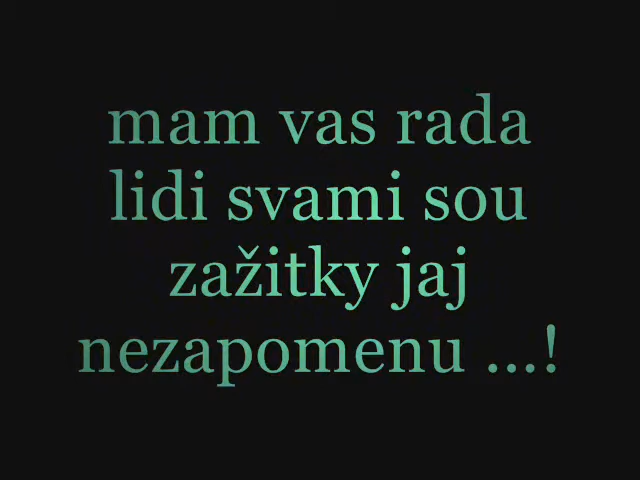 mam vas rada
lidi svami sou
zažitky jaj
nezapomenu ...!